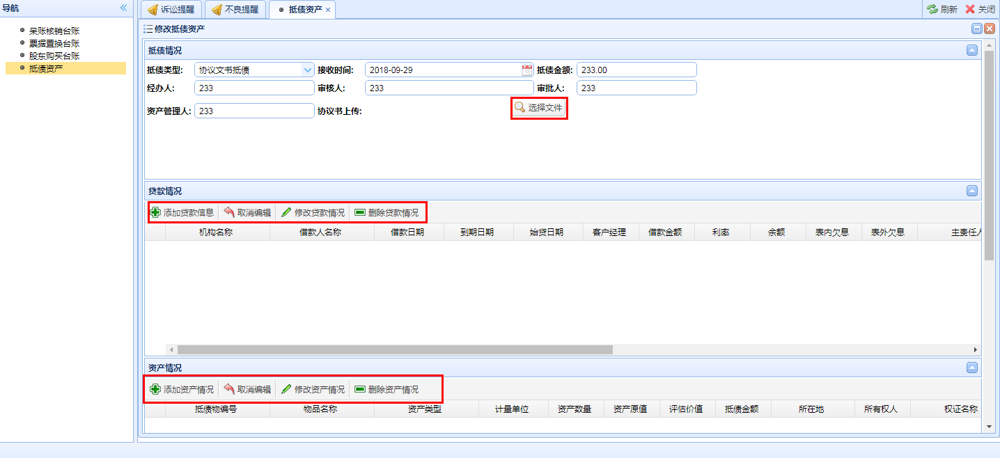 导航
呆账核销台账
票据置换台账
股东购买台账
抵债资产
诉讼提醒 不良提醒 抵债资产 × 刷新 关闭
修改抵债资产
抵债情况
抵债类型: 协议文书抵债 接收时间: 2018-09-29 抵债金额: 233.00
经办人: 233 审核人: 233 审批人: 233
资产管理人: 233 协议书上传: 选择文件
贷款情况
添加贷款信息 取消编辑 修改贷款情况 删除贷款情况
机构名称 借款人名称 借款日期 到期日期 始贷日期 客户经理 借款金额 利率 余额 表内欠息 表外欠息 主责任人
资产情况
添加资产情况 取消编辑 修改资产情况 删除资产情况
抵债物编号 物品名称 资产类型 计量单位 资产数量 资产原值 评估价值 抵债金额 所在地 所有权人 权证名称